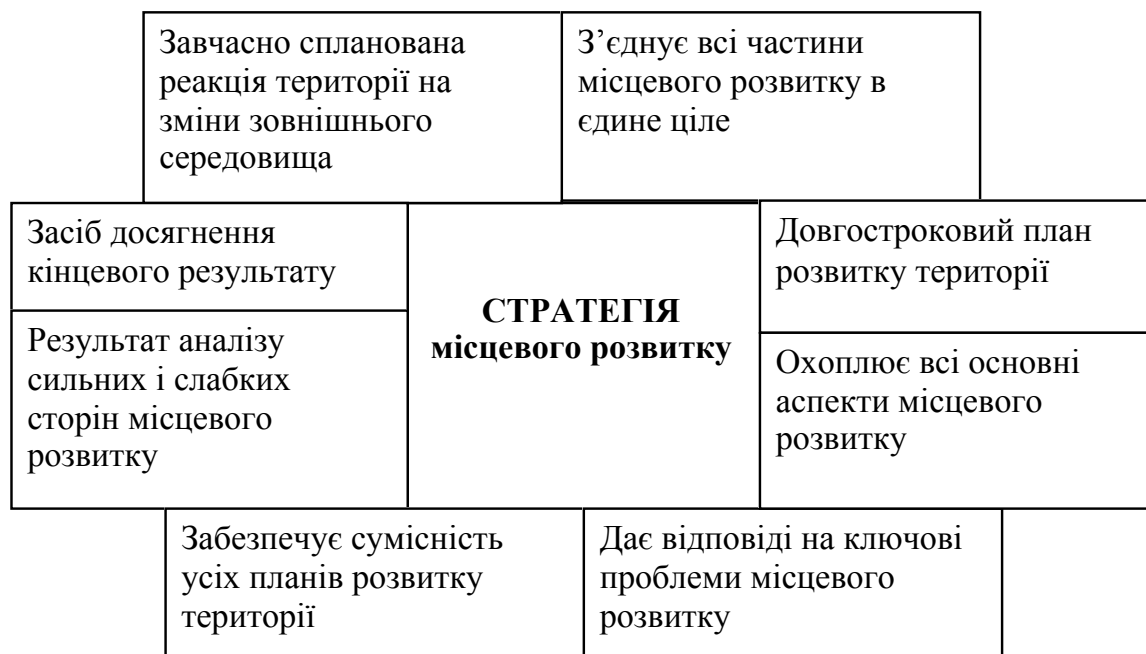 Завчасно спланована
реакція території на
зміни зовнішнього
середовища
З’єднує всі частини
місцевого розвитку в
єдине ціле
Засіб досягнення
кінцевого результату
Результат аналізу
сильних і слабких
сторін місцевого
розвитку
СТРАТЕГІЯ
місцевого розвитку
Довгостроковий план
розвитку території
Охоплює всі основні
аспекти місцевого
розвитку
Забезпечує сумісність
усіх планів розвитку
території
Дає відповіді на ключові
проблеми місцевого
розвитку